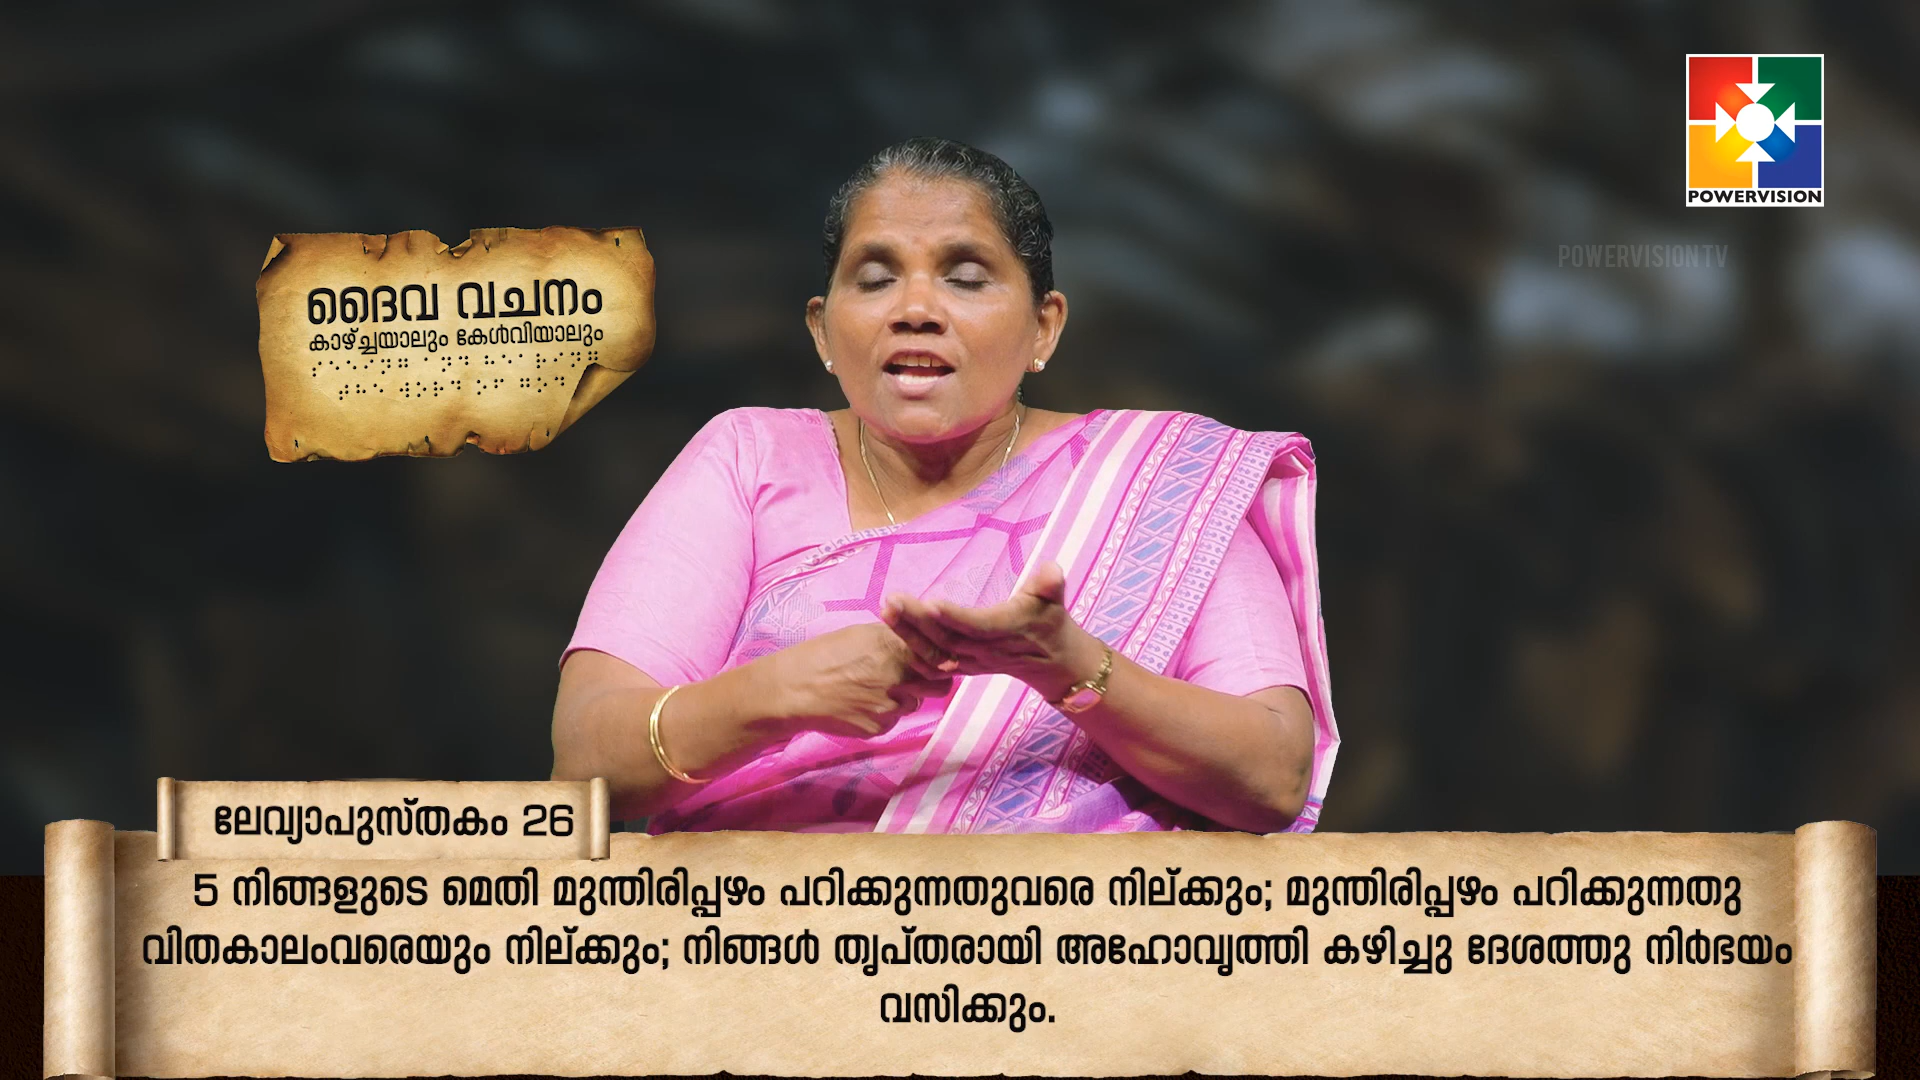 POWERVISION
POWERVISION TV
ദൈവ വചനം
കാഴ്ച്ചയാലും കേൾവിയാലും
ലേവ്യാപുസ്തകം 26
5 നിങ്ങളുടെ മെതി മുന്തിരിപ്പഴം പറിക്കുന്നതുവരെ നില്ക്കും; മുന്തിരിപ്പഴം പറിക്കുന്നതു
വിതകാലംവരെയും നില്ക്കും; നിങ്ങൾ തൃപ്തരായി അഹോവൃത്തി കഴിച്ചു ദേശത്തു നിർഭയം
വസിക്കും.